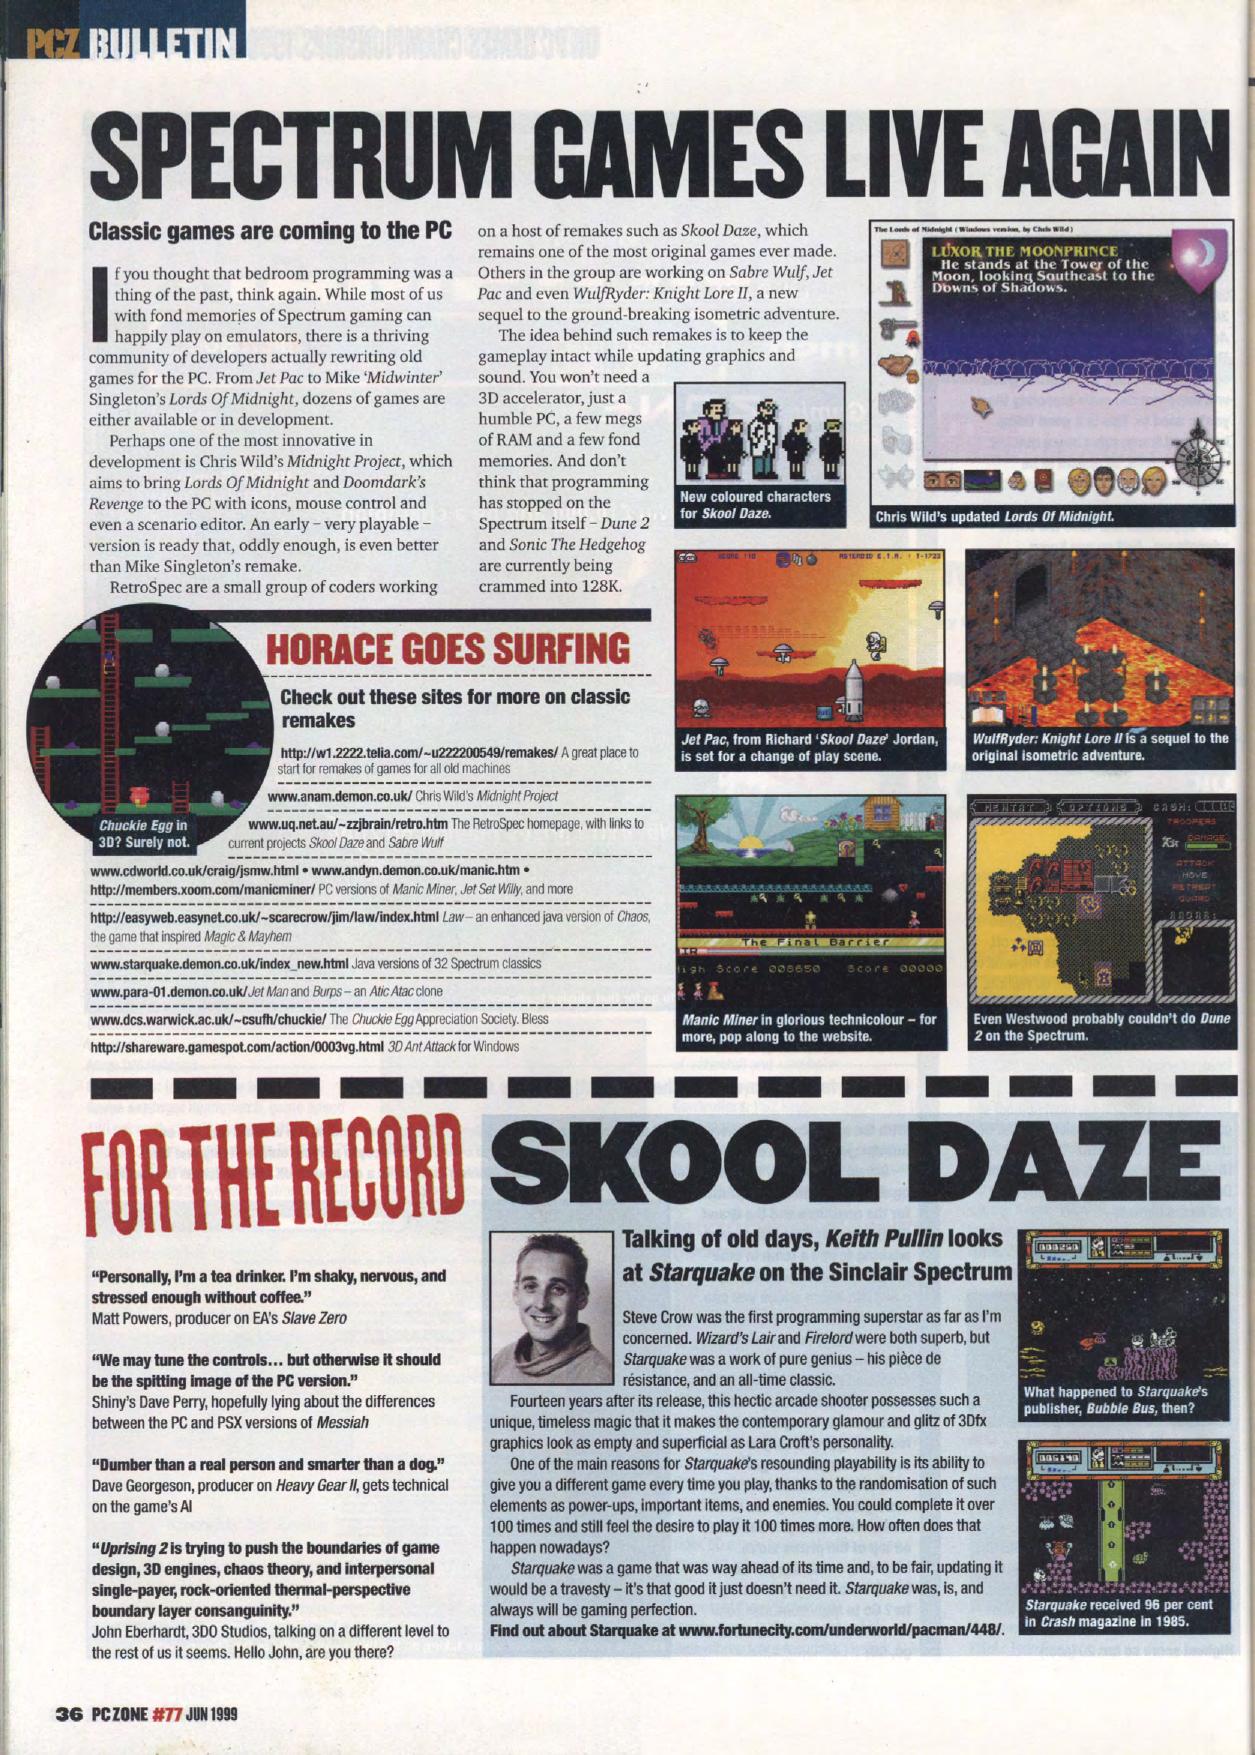 PCZ BULLETIN
SPECTRUM GAMES LIVE AGAIN
Classic games are coming to the PC
If you thought that bedroom programming was a
thing of the past, think again. While most of us
with fond memories of Spectrum gaming can
happily play on emulators, there is a thriving
community of developers actually rewriting old
games for the PC. From Jet Pac to Mike 'Midwinter'
Singleton's Lords Of Midnight, dozens of games are
either available or in development.
Perhaps one of the most innovative in
development is Chris Wild's Midnight Project, which
aims to bring Lords Of Midnight and Doomdark's
Revenge to the PC with icons, mouse control and
even a scenario editor. An early – very playable –
version is ready that, oddly enough, is even better
than Mike Singleton's remake.
RetroSpec are a small group of coders working
on a host of remakes such as Skool Daze, which
remains one of the most original games ever made.
Others in the group are working on Sabre Wulf, Jet
Pac and even WulfRyder: Knight Lore II, a new
sequel to the ground-breaking isometric adventure.
The idea behind such remakes is to keep the
gameplay intact while updating graphics and
sound. You won't need a
3D accelerator, just a
humble PC, a few megs
of RAM and a few fond
memories. And don't
think that programming
has stopped on the
Spectrum itself – Dune 2
and Sonic The Hedgehog
are currently being
crammed into 128K.
New coloured characters
for Skool Daze.
The Lords of Midnight (Windows version, by Chris Wild)
LUXOR THE MOONPRINCE
He stands at the Tower of the
Moon, looking Southeast to the
Downs of Shadows.
Chris Wild's updated Lords Of Midnight.
SCORE 110
ASTEROID E.T.A. : T-1723
Jet Pac, from Richard 'Skool Daze' Jordan,
is set for a change of play scene.
WulfRyder: Knight Lore II is a sequel to the
original isometric adventure.
The Final Barrier
AIR
High Score 006650 Score 00000
Manic Miner in glorious technicolour – for
more, pop along to the website.
MENTAT OPTIONS CASH:
TROOPERS
DAMAGE
ATTACK
MOVE
RETREAT
GUARD
RADAR:
Even Westwood probably couldn't do Dune
2 on the Spectrum.
HORACE GOES SURFING
Check out these sites for more on classic
remakes
http://w1.2222.telia.com/~u222200549/remakes/ A great place to
start for remakes of games for all old machines
www.anam.demon.co.uk/ Chris Wild's Midnight Project
www.uq.net.au/~zzjbrain/retro.htm The RetroSpec homepage, with links to
current projects Skool Daze and Sabre Wulf
Chuckie Egg in
3D? Surely not.
www.cdworld.co.uk/craig/jsmw.html • www.andyn.demon.co.uk/manic.htm •
http://members.xoom.com/manicminer/ PC versions of Manic Miner, Jet Set Willy, and more
http://easyweb.easynet.co.uk/~scarecrow/jim/law/index.html Law – an enhanced java version of Chaos,
the game that inspired Magic & Mayhem
www.starquake.demon.co.uk/index_new.html Java versions of 32 Spectrum classics
www.para-01.demon.co.uk/ Jet Man and Burps – an Atic Atac clone
www.dcs.warwick.ac.uk/~csufh/chuckie/ The Chuckie Egg Appreciation Society. Bless
http://shareware.gamespot.com/action/0003vg.html 3D Ant Attack for Windows
FOR THE RECORD
“Personally, I'm a tea drinker. I'm shaky, nervous, and
stressed enough without coffee.”
Matt Powers, producer on EA's Slave Zero
“We may tune the controls... but otherwise it should
be the spitting image of the PC version.”
Shiny's Dave Perry, hopefully lying about the differences
between the PC and PSX versions of Messiah
“Dumber than a real person and smarter than a dog.”
Dave Georgeson, producer on Heavy Gear II, gets technical
on the game's AI
“Uprising 2 is trying to push the boundaries of game
design, 3D engines, chaos theory, and interpersonal
single-payer, rock-oriented thermal-perspective
boundary layer consanguinity.”
John Eberhardt, 3DO Studios, talking on a different level to
the rest of us it seems. Hello John, are you there?
SKOOL DAZE
Talking of old days, Keith Pullin looks
at Starquake on the Sinclair Spectrum
Steve Crow was the first programming superstar as far as I'm
concerned. Wizard's Lair and Firelord were both superb, but
Starquake was a work of pure genius – his pièce de
résistance, and an all-time classic.
Fourteen years after its release, this hectic arcade shooter possesses such a
unique, timeless magic that it makes the contemporary glamour and glitz of 3Dfx
graphics look as empty and superficial as Lara Croft's personality.
One of the main reasons for Starquake's resounding playability is its ability to
give you a different game every time you play, thanks to the randomisation of such
elements as power-ups, important items, and enemies. You could complete it over
100 times and still feel the desire to play it 100 times more. How often does that
happen nowadays?
Starquake was a game that was way ahead of its time and, to be fair, updating it
would be a travesty – it's that good it just doesn't need it. Starquake was, is, and
always will be gaming perfection.
Find out about Starquake at www.fortunecity.com/underworld/pacman/448/.
What happened to Starquake's
publisher, Bubble Bus, then?
Starquake received 96 per cent
in Crash magazine in 1985.
36 PC ZONE #77 JUN 1999